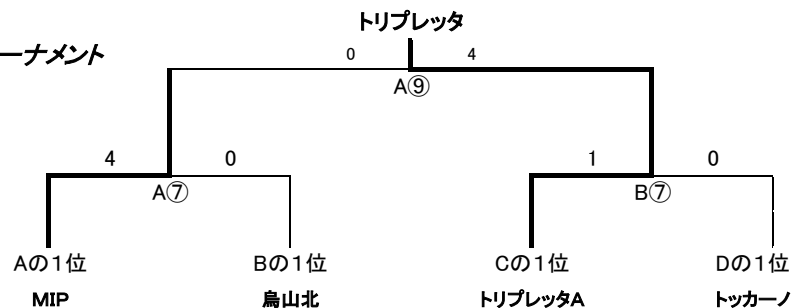 トリプレッタ
ーナメント
0 4
A⑨
4 0 1 0
A⑦ B⑦
Aの1位 Bの1位 Cの1位 Dの1位
MIP 烏山北 トリプレッタA トッカーノ